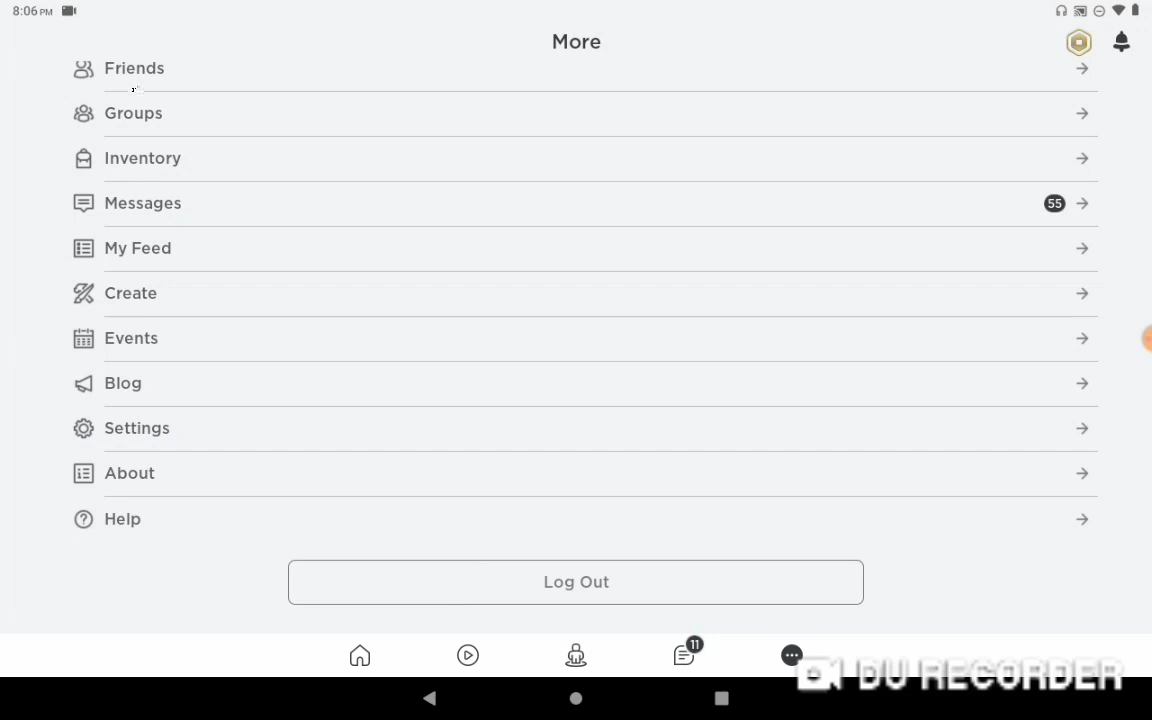 8:06 PM
More
Friends
Groups
Inventory
Messages 55
My Feed
Create
Events
Blog
Settings
About
Help
Log Out
11
DU RECORDER